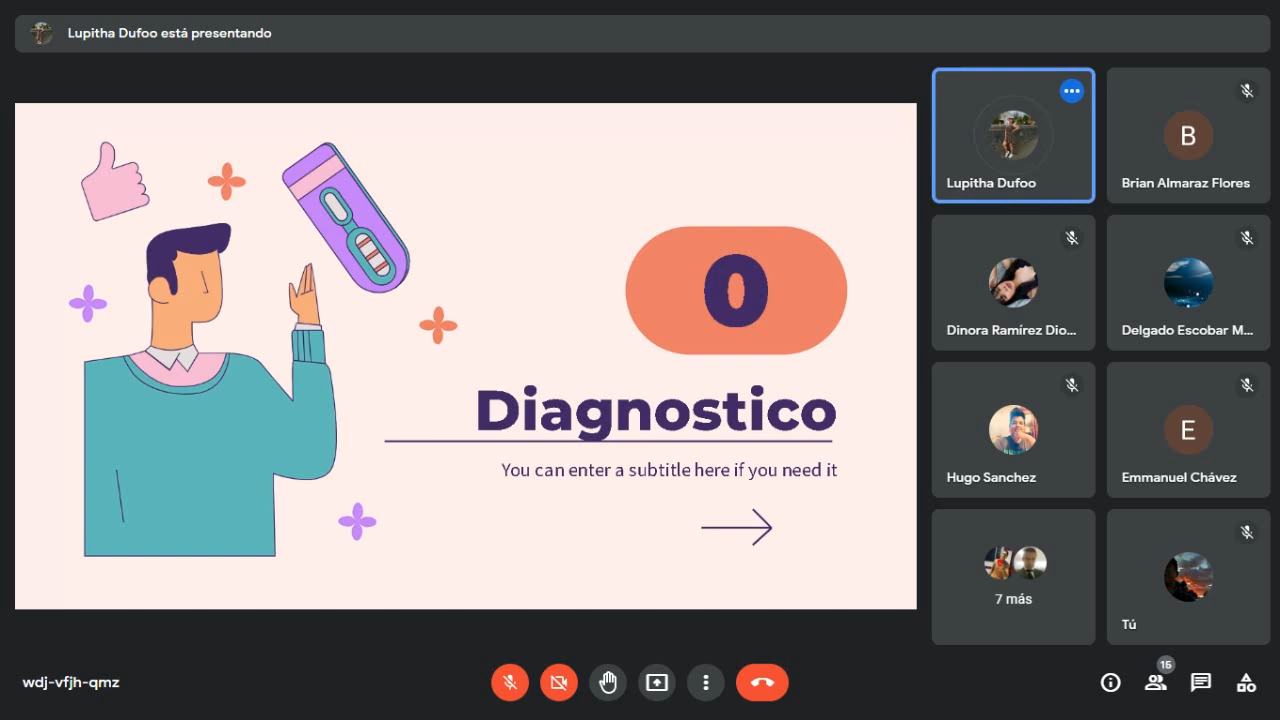 Lupitha Dufoo está presentando
0
Diagnostico
You can enter a subtitle here if you need it
Lupitha Dufoo
B
Brian Almaraz Flores
Dinora Ramírez Dio...
Delgado Escobar M...
Hugo Sanchez
E
Emmanuel Chávez
7 más
Tú
wdj-vfjh-qmz
15